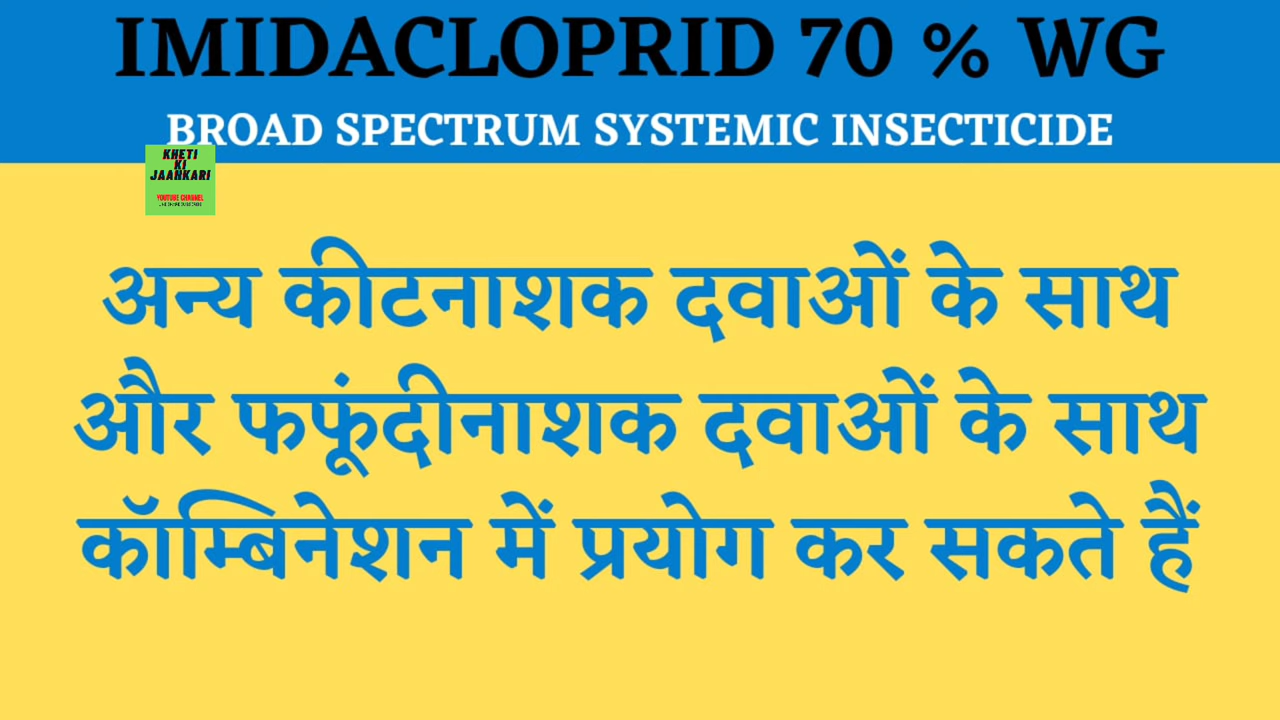 IMIDACLOPRID 70 % WG
BROAD SPECTRUM SYSTEMIC INSECTICIDE
KHETI
KI
JAANKARI
YOUTUBE CHANNEL
अन्य कीटनाशक दवाओं के साथ
और फफूंदीनाशक दवाओं के साथ
कॉम्बिनेशन में प्रयोग कर सकते हैं